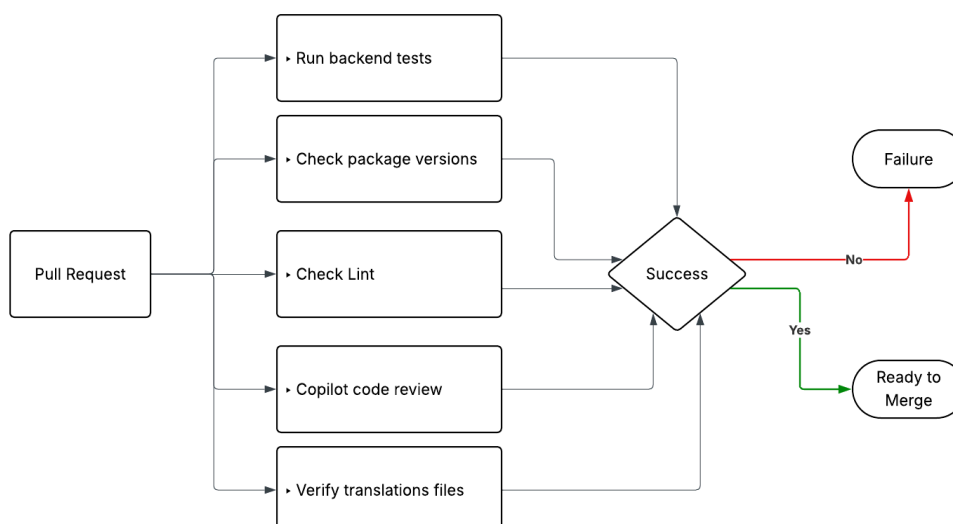 Run backend tests
Check package versions
Failure
Pull Request
Check Lint
Success
No
Yes
Copilot code review
Ready to
Merge
Verify translations files